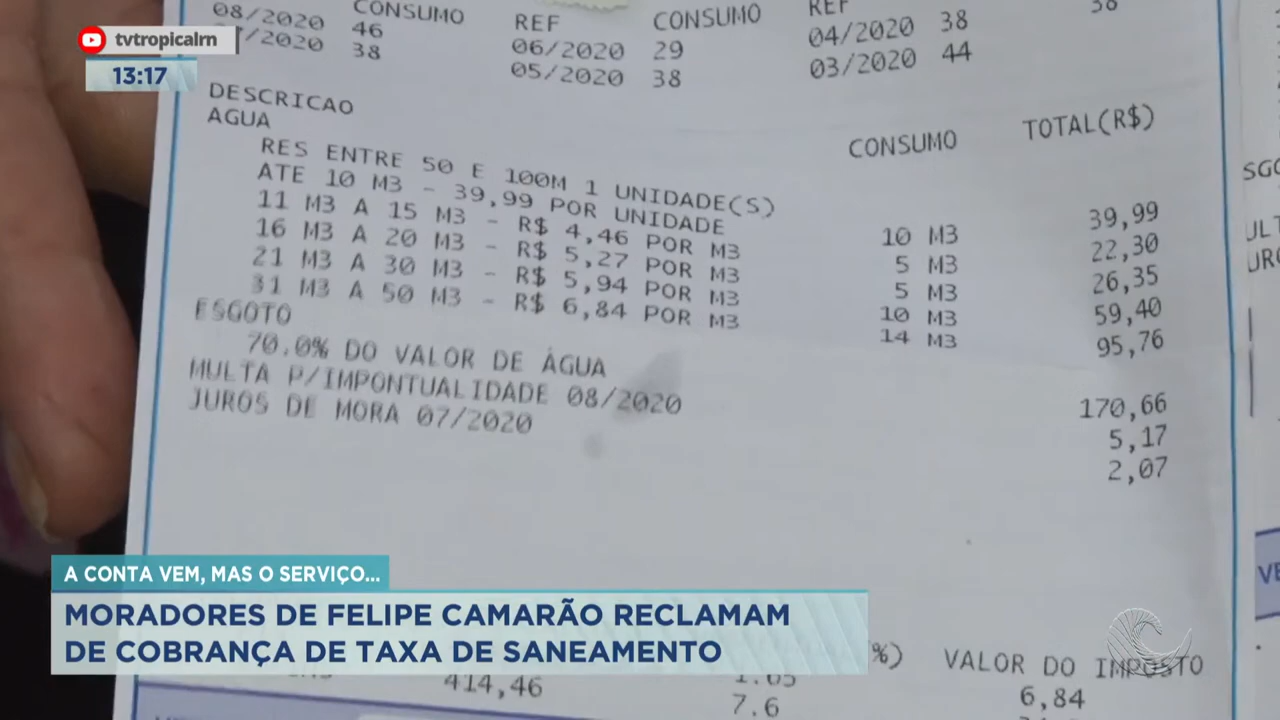 tvtropicalrn
13:17
CONSUMO REF CONSUMO REF
08/2020 46 06/2020 29 04/2020 38 38
/2020 38 05/2020 38 03/2020 44
DESCRICAO CONSUMO TOTAL(R$)
AGUA
RES ENTRE 50 E 100M 1 UNIDADE(S)
ATE 10 M3 - 39,99 POR UNIDADE 10 M3 39,99
11 M3 A 15 M3 - R$ 4,46 POR M3 5 M3 22,30
16 M3 A 20 M3 - R$ 5,27 POR M3 5 M3 26,35
21 M3 A 30 M3 - R$ 5,94 POR M3 10 M3 59,40
31 M3 A 50 M3 - R$ 6,84 POR M3 14 M3 95,76
ESGOTO
70.0% DO VALOR DE ÁGUA 170,66
MULTA P/IMPONTUALIDADE 08/2020 5,17
JUROS DE MORA 07/2020 2,07
A CONTA VEM, MAS O SERVIÇO...
MORADORES DE FELIPE CAMARÃO RECLAMAM
DE COBRANÇA DE TAXA DE SANEAMENTO
%) VALOR DO IMPOSTO
414,46 1.65 6,84
7.6